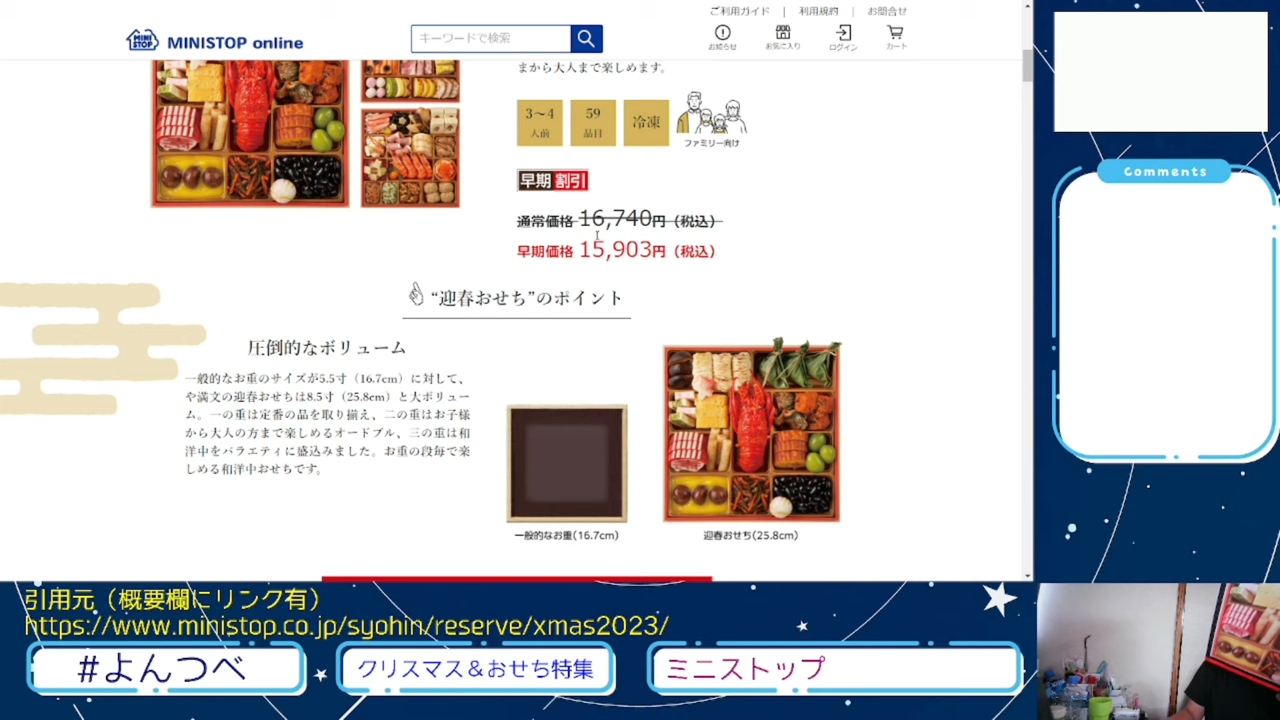 MINI STOP MINISTOP online
キーワードで検索
ご利用ガイド | 利用規約 | お問合せ
お知らせ お気に入り ログイン カート
まから大人まで楽しめます。
3〜4 人前
59 品目
冷凍
ファミリー向け
早期割引
通常価格 16,740円（税込）
早期価格 15,903円（税込）
“迎春おせち”のポイント
圧倒的なボリューム
一般的なお重のサイズが5.5寸（16.7cm）に対して、
や満文の迎春おせちは8.5寸（25.8cm）と大ボリュー
ム。一の重は定番の品を取り揃え、二の重はお子様
から大人の方まで楽しめるオードブル、三の重は和
洋中をバラエティに盛込みました。お重の段毎で楽
しめる和洋中おせちです。
一般的なお重(16.7cm)
迎春おせち(25.8cm)
Comments
引用元（概要欄にリンク有）
https://www.ministop.co.jp/syohin/reserve/xmas2023/
#よんつべ
クリスマス＆おせち特集
ミニストップ